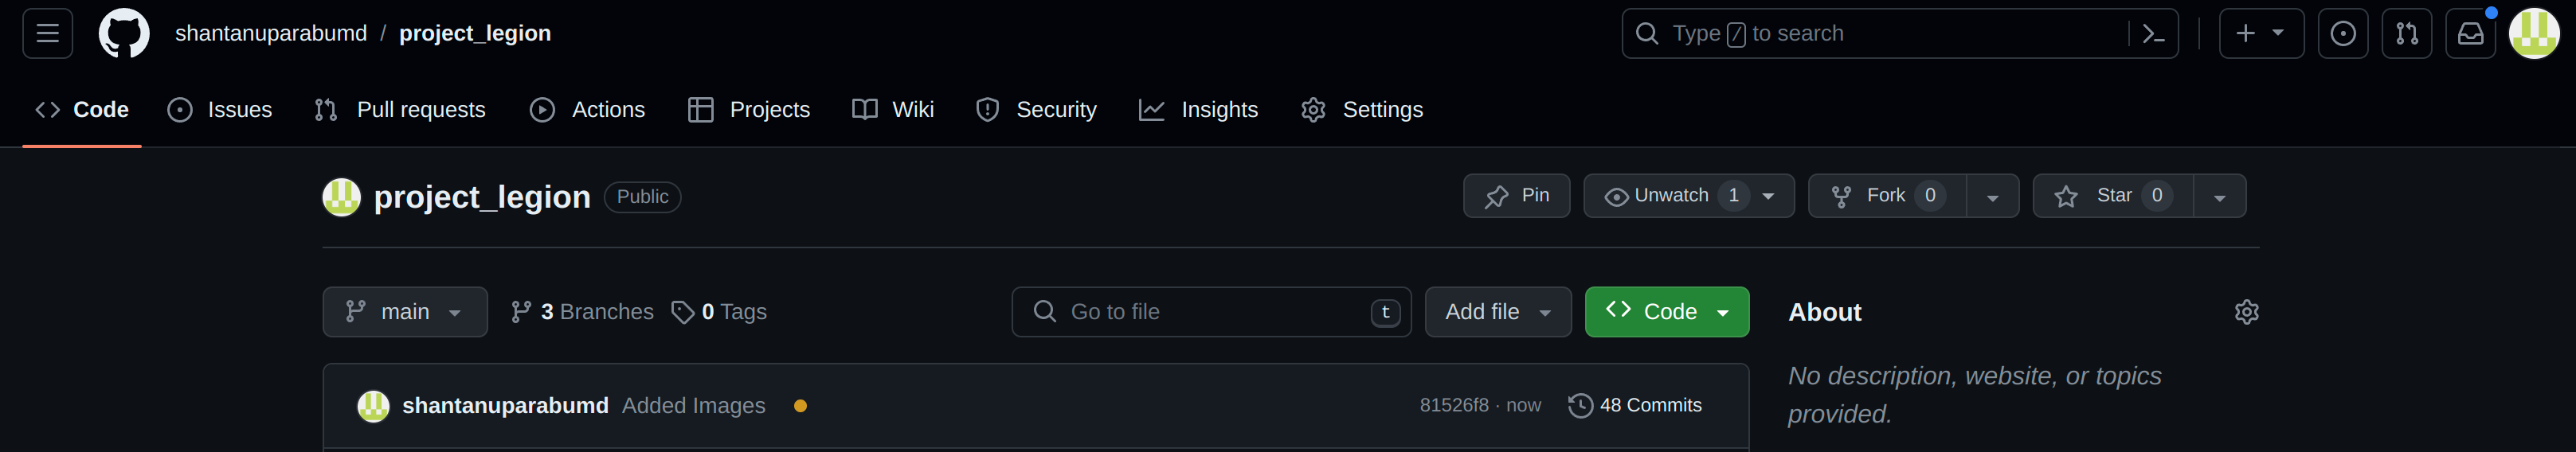 shantanuparabumd / project_legion
Type / to search
Code Issues Pull requests Actions Projects Wiki Security Insights Settings
project_legion Public
Pin Unwatch 1 Fork 0 Star 0
main 3 Branches 0 Tags
Go to file t Add file Code
About
No description, website, or topics
provided.
shantanuparabumd Added Images 81526f8 · now 48 Commits